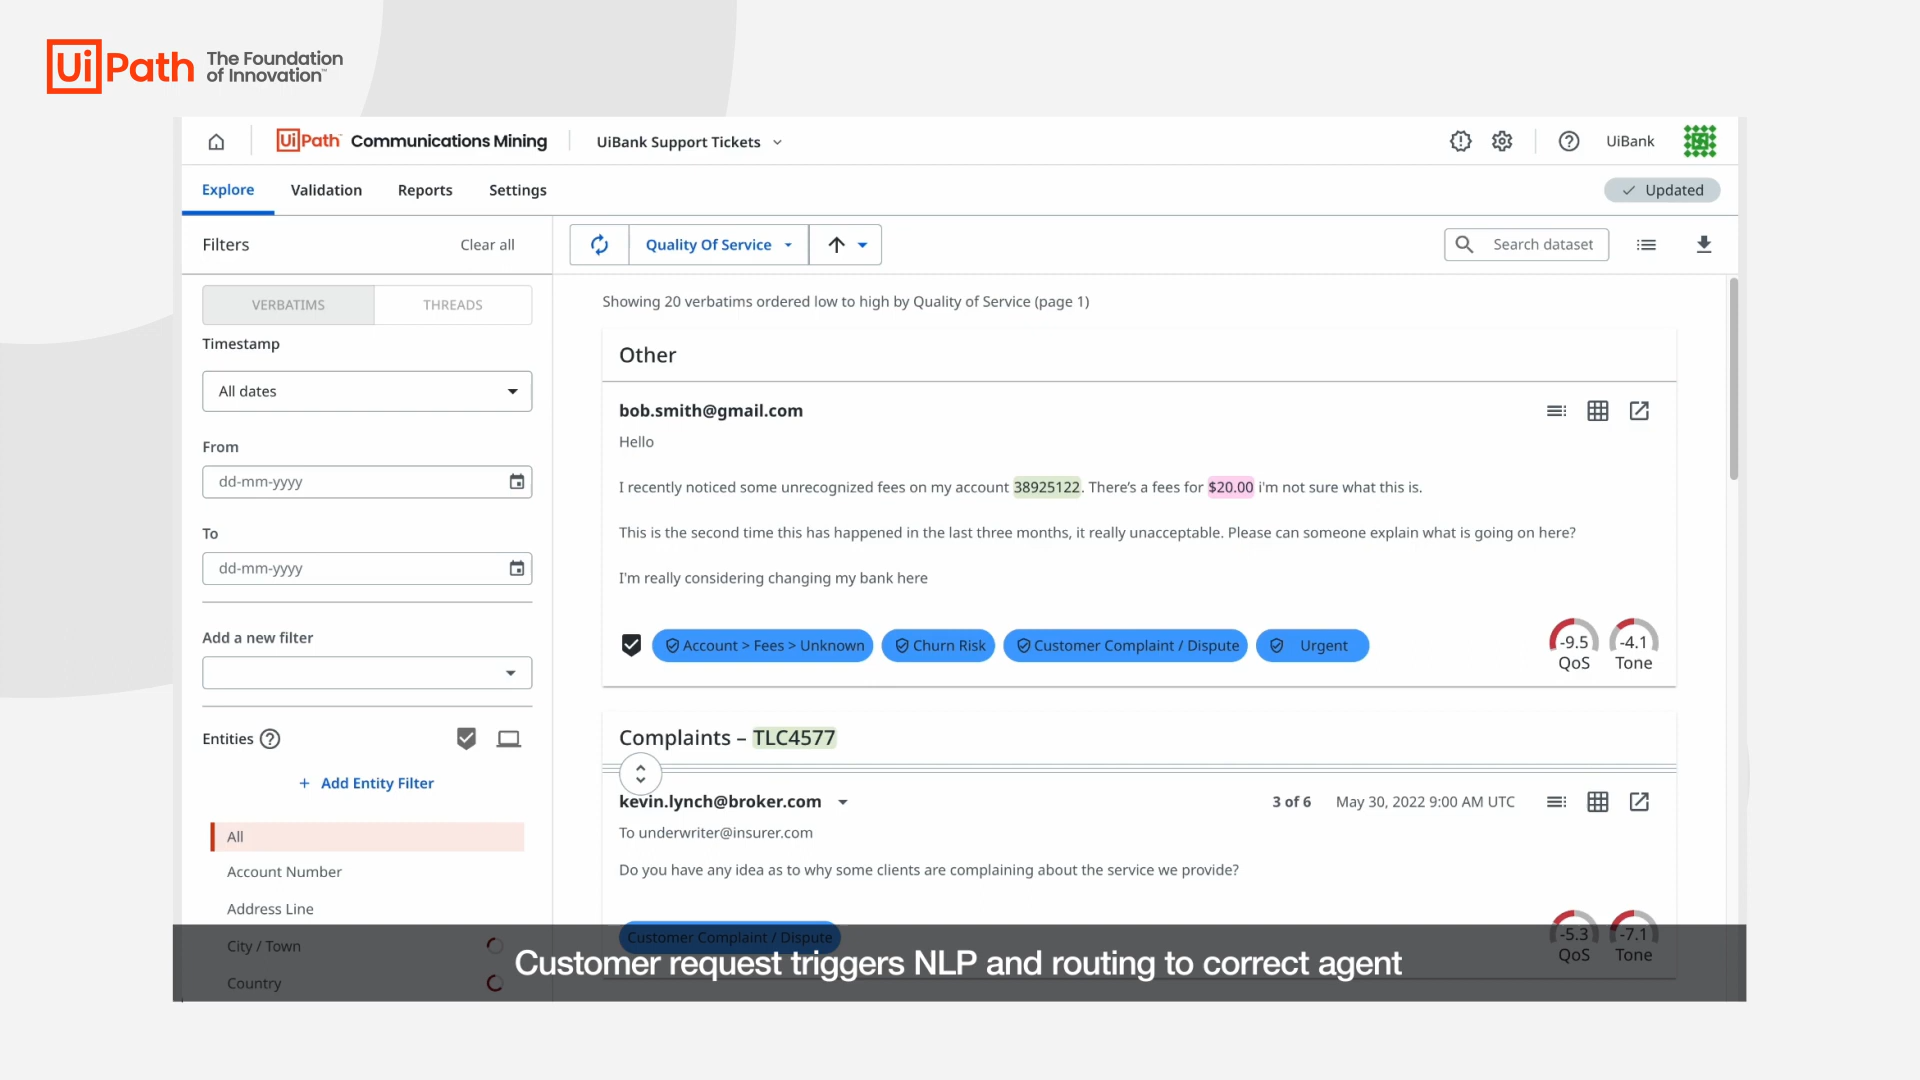 UiPath The Foundation of Innovation™
UiPath Communications Mining
UiBank Support Tickets
UiBank
Explore
Validation
Reports
Settings
Updated
Filters
Clear all
Quality Of Service
Search dataset
VERBATIMS
THREADS
Showing 20 verbatims ordered low to high by Quality of Service (page 1)
Timestamp
All dates
From
dd-mm-yyyy
To
dd-mm-yyyy
Add a new filter
Entities
+ Add Entity Filter
All
Account Number
Address Line
City / Town
Country
Other
bob.smith@gmail.com
Hello
I recently noticed some unrecognized fees on my account 38925122. There's a fees for $20.00 i'm not sure what this is.
This is the second time this has happened in the last three months, it really unacceptable. Please can someone explain what is going on here?
I'm really considering changing my bank here
Account > Fees > Unknown
Churn Risk
Customer Complaint / Dispute
Urgent
-9.5
QoS
-4.1
Tone
Complaints – TLC4577
kevin.lynch@broker.com
3 of 6
May 30, 2022 9:00 AM UTC
To underwriter@insurer.com
Do you have any idea as to why some clients are complaining about the service we provide?
Customer Complaint / Dispute
-5.3
QoS
-7.1
Tone
Customer request triggers NLP and routing to correct agent